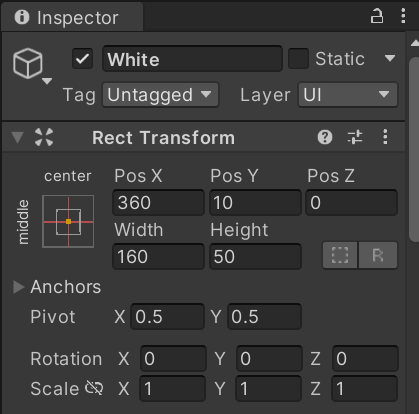 Inspector
White Static
Tag Untagged Layer UI
Rect Transform
center
middle
Pos X Pos Y Pos Z
360 10 0
Width Height
160 50
R
Anchors
Pivot X 0.5 Y 0.5
Rotation X 0 Y 0 Z 0
Scale X 1 Y 1 Z 1